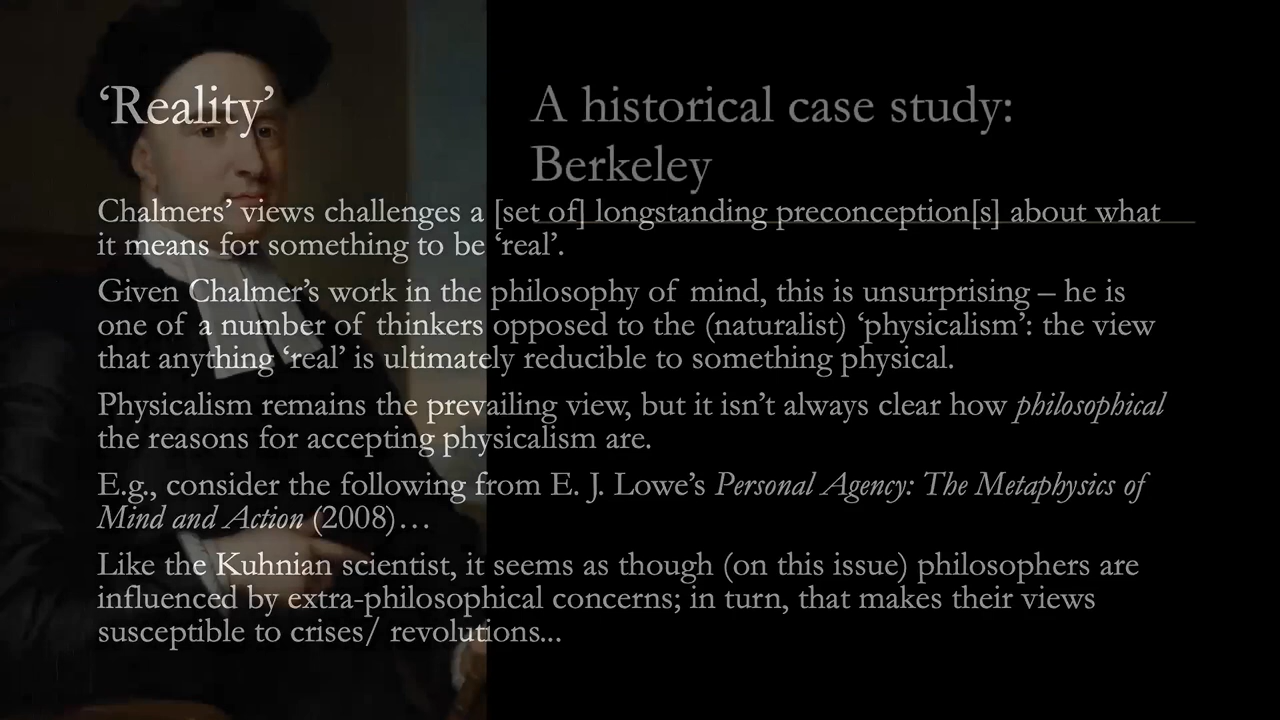 ‘Reality’
A historical case study:
Berkeley
Chalmers’ views challenges a [set of] longstanding preconception[s] about what
it means for something to be ‘real’.
Given Chalmer’s work in the philosophy of mind, this is unsurprising – he is
one of a number of thinkers opposed to the (naturalist) ‘physicalism’: the view
that anything ‘real’ is ultimately reducible to something physical.
Physicalism remains the prevailing view, but it isn’t always clear how philosophical
the reasons for accepting physicalism are.
E.g., consider the following from E. J. Lowe’s Personal Agency: The Metaphysics of
Mind and Action (2008)…
Like the Kuhnian scientist, it seems as though (on this issue) philosophers are
influenced by extra-philosophical concerns; in turn, that makes their views
susceptible to crises/ revolutions...